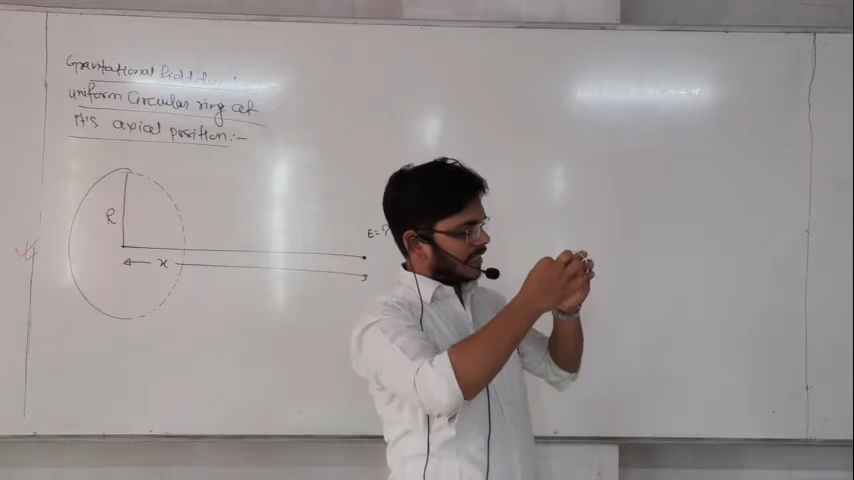 Gravitational field
uniform Circular ring at
it's axial position:-
R
E=?
x